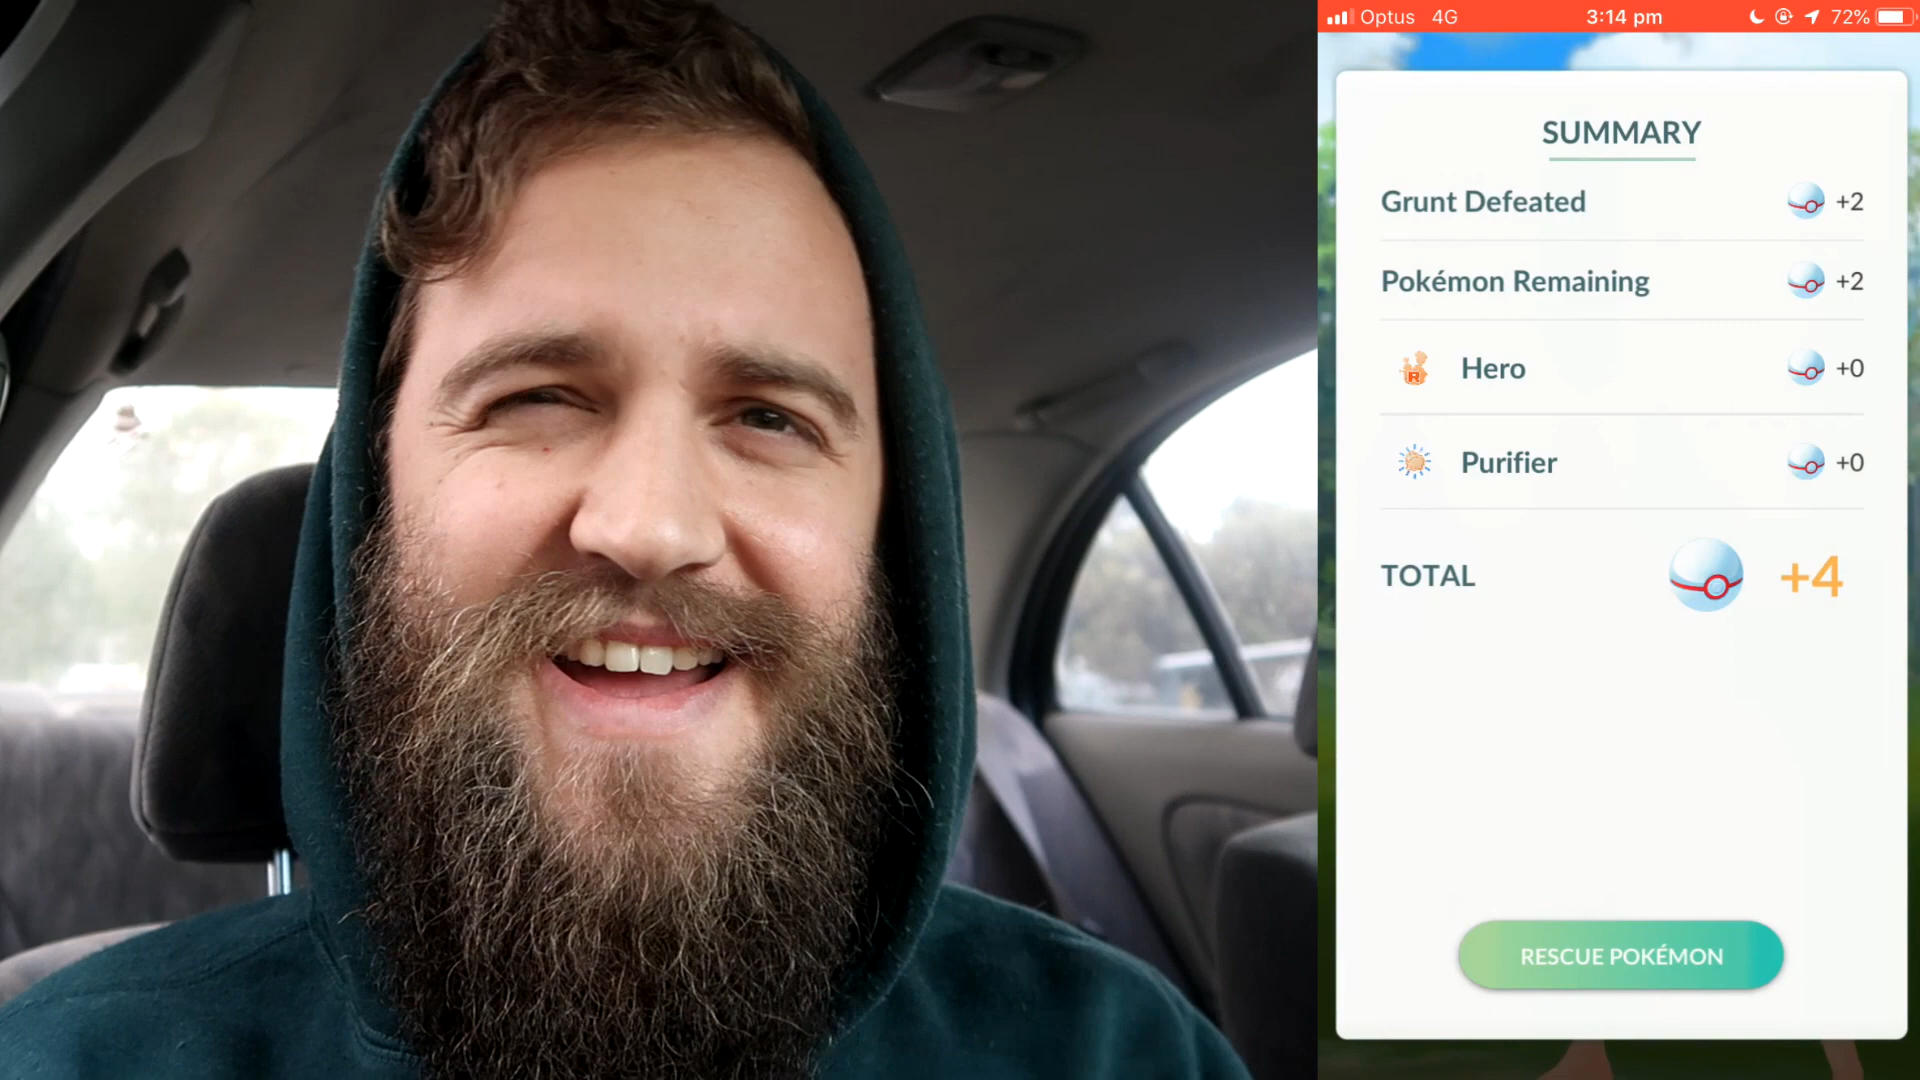 Optus 4G 3:14 pm 72%
SUMMARY
Grunt Defeated +2
Pokémon Remaining +2
R Hero +0
Purifier +0
TOTAL +4
RESCUE POKÉMON